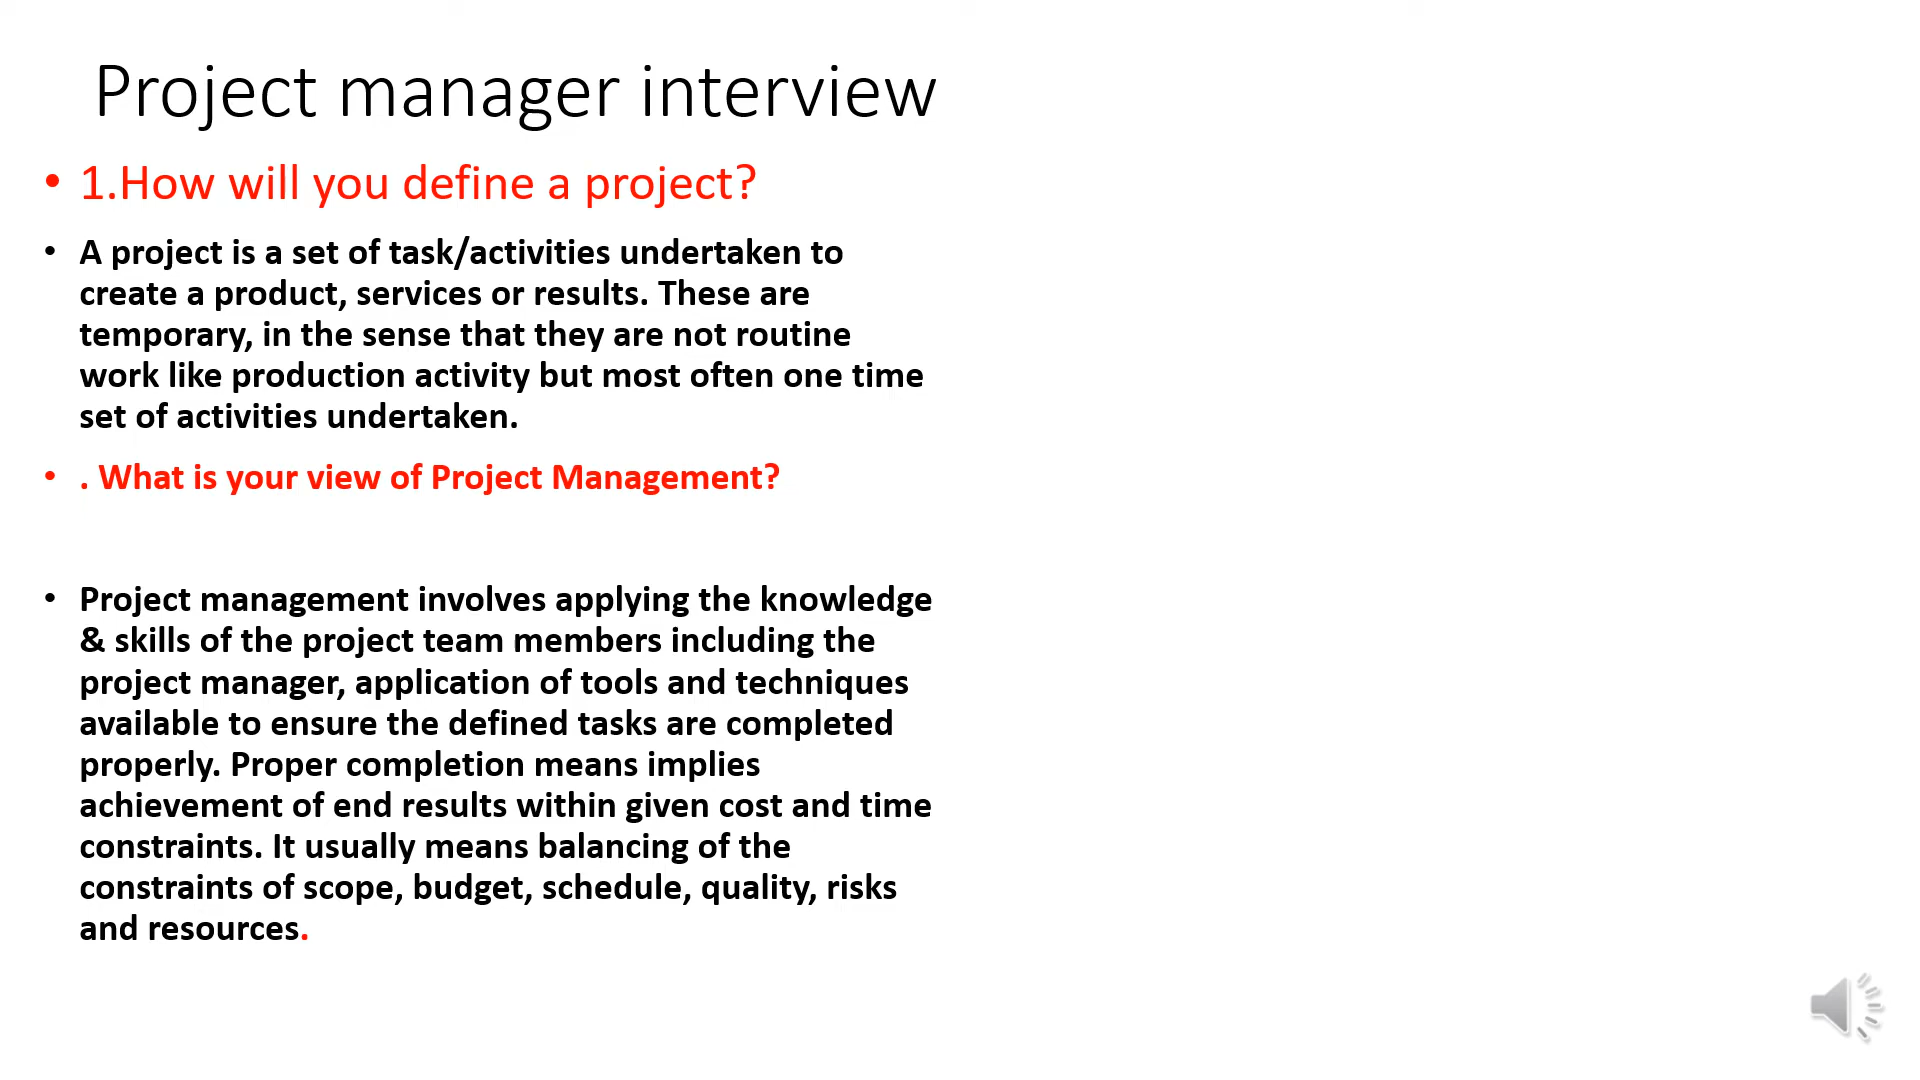 Project manager interview
• 1.How will you define a project?
• A project is a set of task/activities undertaken to
create a product, services or results. These are
temporary, in the sense that they are not routine
work like production activity but most often one time
set of activities undertaken.
• . What is your view of Project Management?
• Project management involves applying the knowledge
& skills of the project team members including the
project manager, application of tools and techniques
available to ensure the defined tasks are completed
properly. Proper completion means implies
achievement of end results within given cost and time
constraints. It usually means balancing of the
constraints of scope, budget, schedule, quality, risks
and resources.